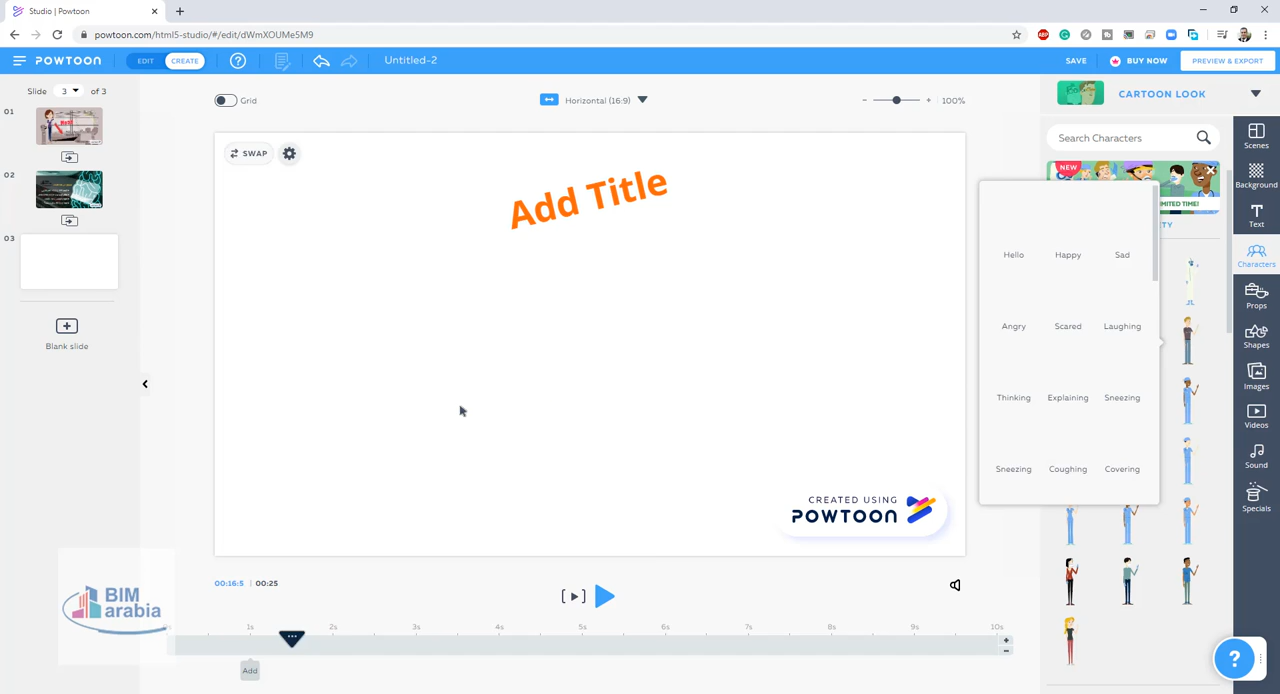 Studio | Powtoon
powtoon.com/html5-studio/#/edit/dWmXOUMe5M9
POWTOON
EDIT
CREATE
Untitled-2
SAVE
BUY NOW
PREVIEW & EXPORT
Slide 3 of 3
Grid
Horizontal (16:9)
100%
CARTOON LOOK
Search Characters
01
02
03
Blank slide
SWAP
Add Title
CREATED USING
POWTOON
NEW
IMITED TIME!
TY
Hello Happy Sad
Angry Scared Laughing
Thinking Explaining Sneezing
Sneezing Coughing Covering
Scenes
Background
Text
Characters
Props
Shapes
Images
Videos
Sound
Specials
00:16:5 | 00:25
BIM
arabia
1s 2s 3s 4s 5s 6s 7s 8s 9s 10s
Add
ABP
?